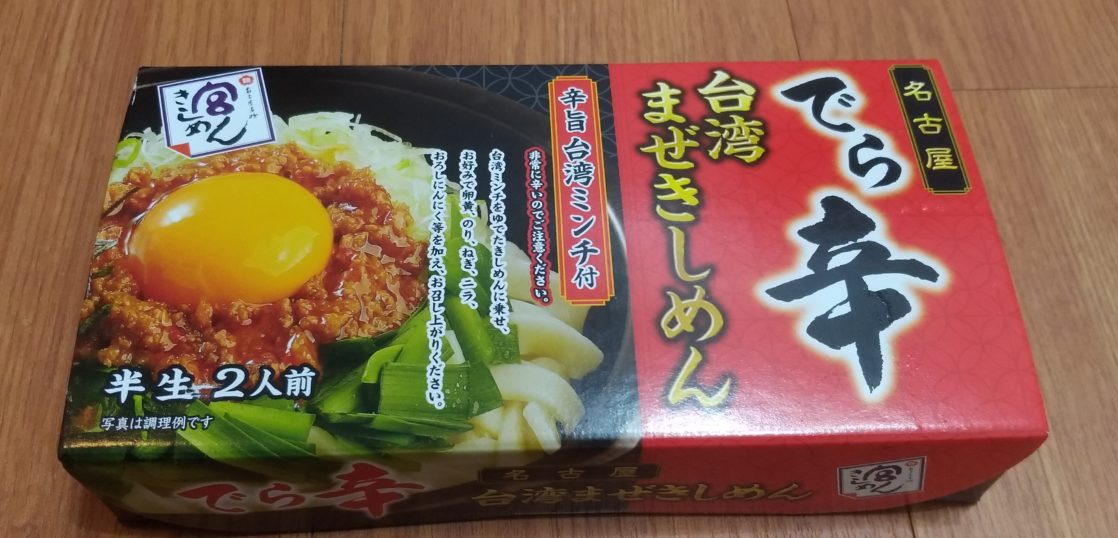 名古屋
でら辛
台湾
まぜきしめん
辛旨 台湾ミンチ付
非常に辛いのでご注意ください。
台湾ミンチをゆでたきしめんに乗せ、
お好みで卵黄、のり、ねぎ、ニラ、
おろしにんにく等を加え、お召し上がりください。
宮
きしめん
半生 2人前
写真は調理例です
でら辛
名古屋
台湾まぜきしめん
宮
きしめん